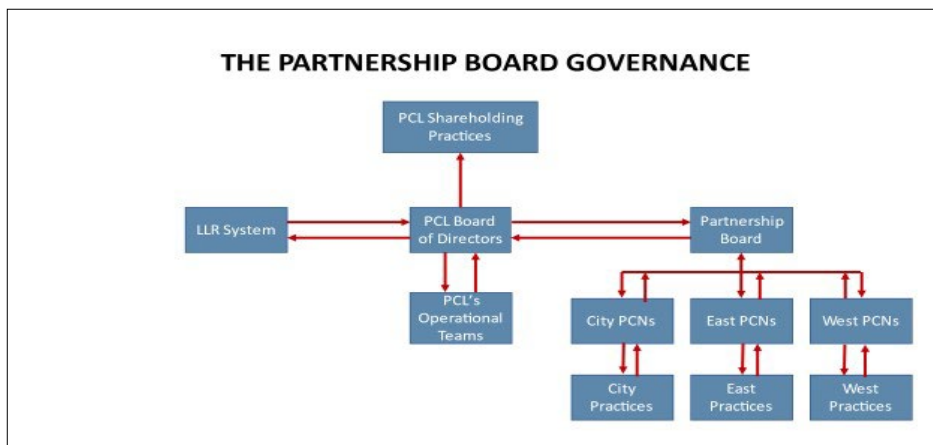 THE PARTNERSHIP BOARD GOVERNANCE
PCL Shareholding
Practices
LLR System
PCL Board
of Directors
Partnership
Board
PCL's
Operational
Teams
City PCNs
East PCNs
West PCNs
City
Practices
East
Practices
West
Practices